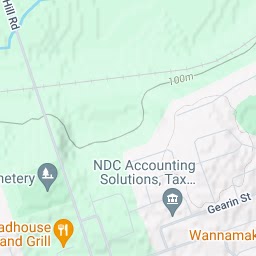 Hill Rd
100m
NDC Accounting
Solutions, Tax...
metery
Gearin St
adhouse
and Grill
Wannamak